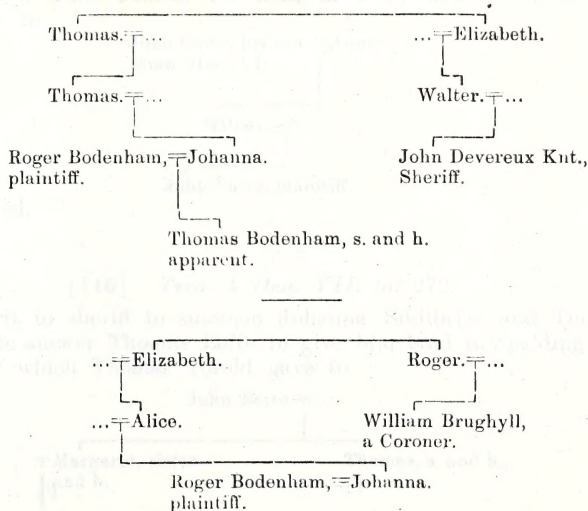 Thomas.=... ...=Elizabeth.
Thomas.=... Walter.=...
Roger Bodenham,=Johanna. John Devereux Knt.,
plaintiff. Sheriff.
Thomas Bodenham, s. and h.
apparent.
...=Elizabeth. Roger.=...
...=Alice. William Brughyll,
a Coroner.
Roger Bodenham,=Johanna.
plaintiff.